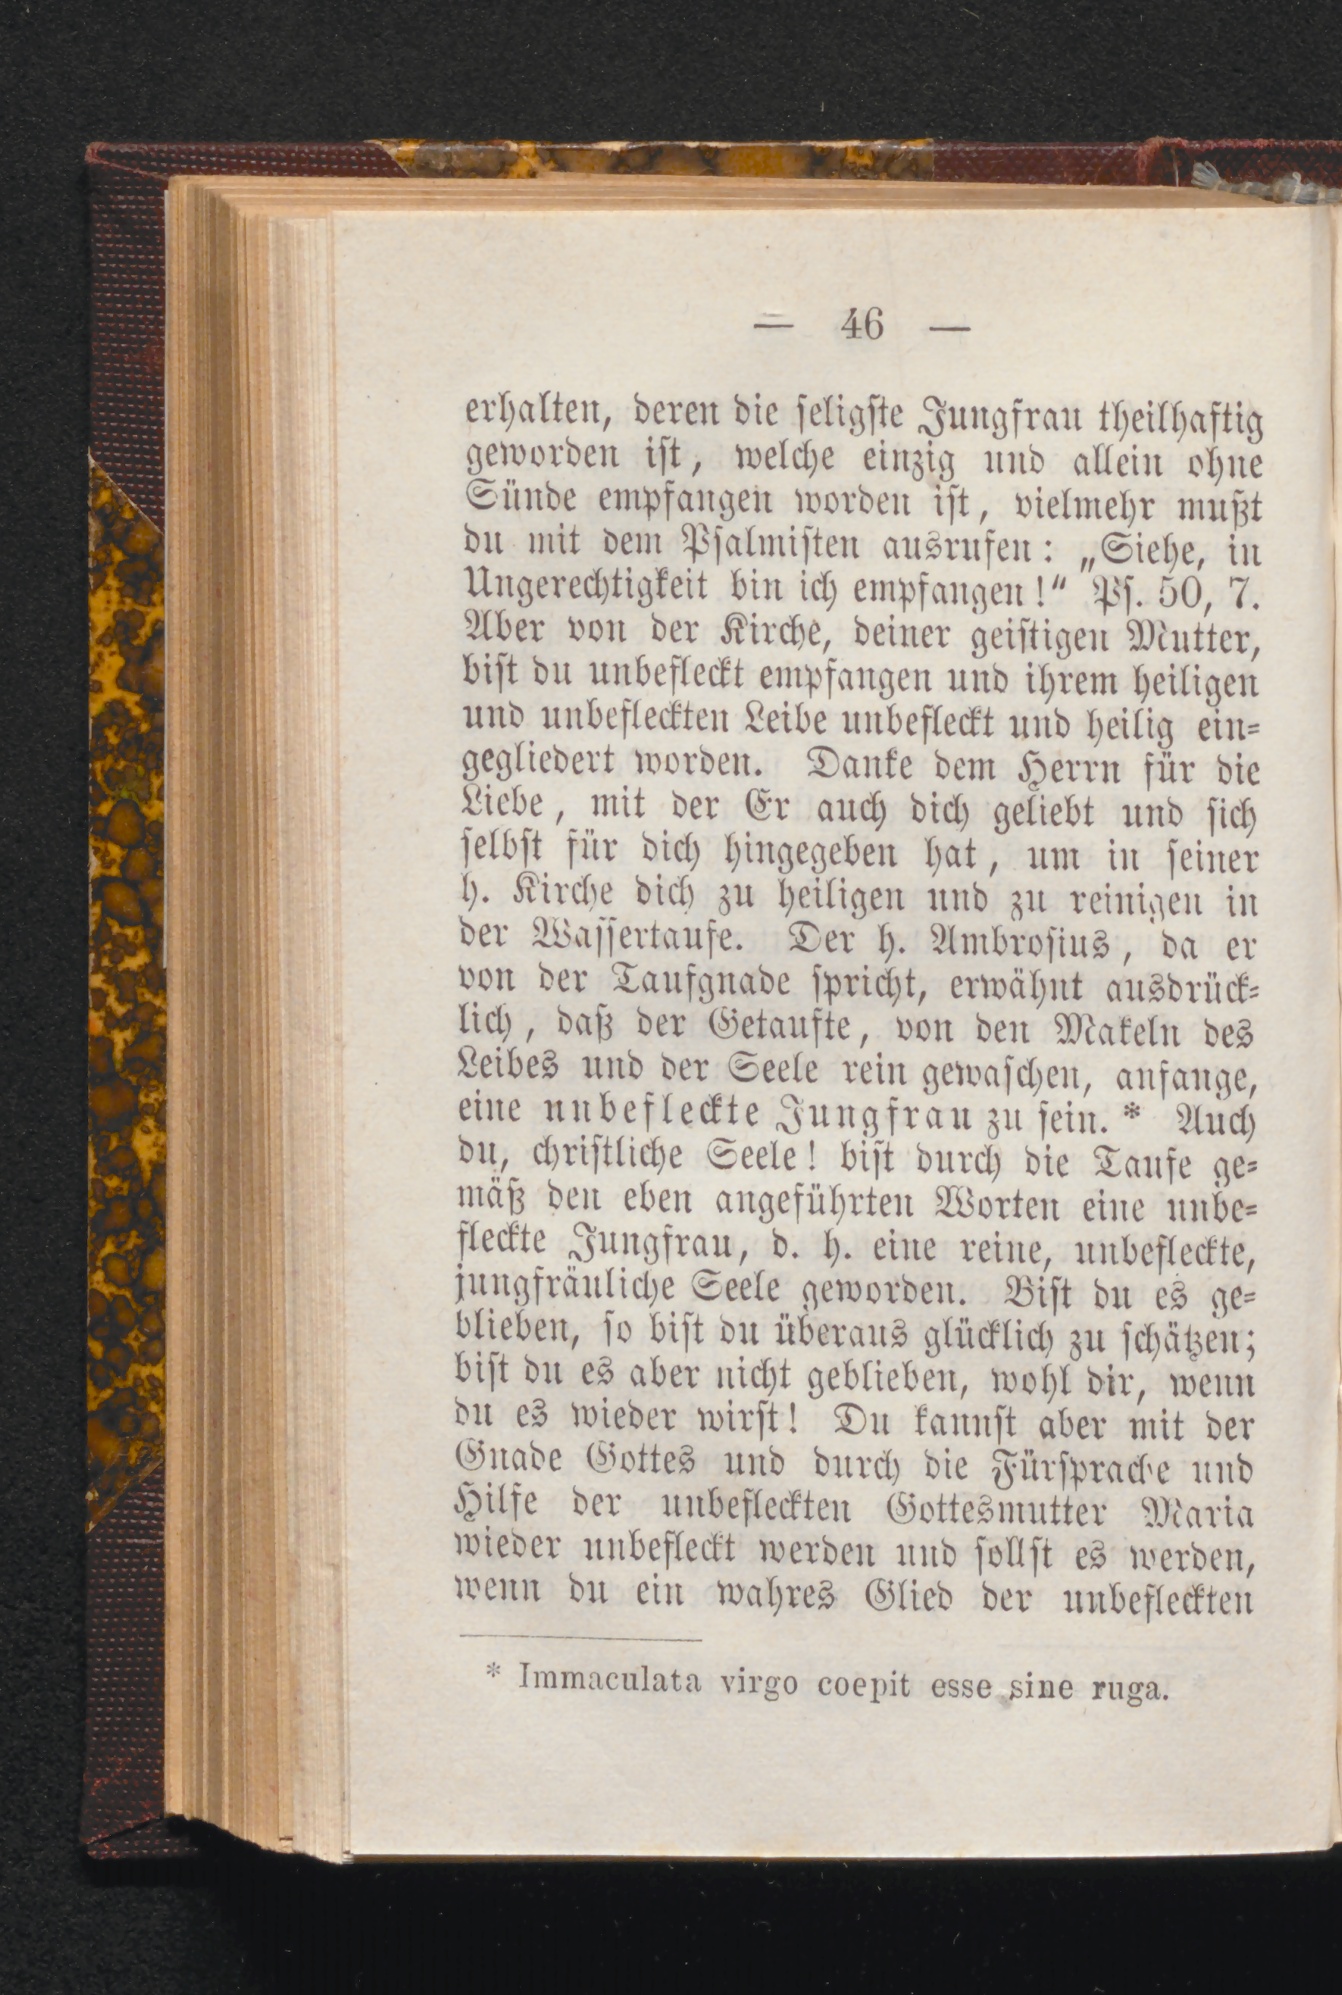 — 46 —
erhalten, deren die seligste Jungfrau theilhaftig
geworden ist, welche einzig und allein ohne
Sünde empfangen worden ist, vielmehr mußt
du mit dem Psalmisten ausrufen: „Siehe, in
Ungerechtigkeit bin ich empfangen!“ Ps. 50, 7.
Aber von der Kirche, deiner geistigen Mutter,
bist du unbefleckt empfangen und ihrem heiligen
und unbefleckten Leibe unbefleckt und heilig ein-
gegliedert worden. Danke dem Herrn für die
Liebe, mit der Er auch dich geliebt und sich
selbst für dich hingegeben hat, um in seiner
h. Kirche dich zu heiligen und zu reinigen in
der Wassertaufe. Der h. Ambrosius, da er
von der Taufgnade spricht, erwähnt ausdrück-
lich, daß der Getaufte, von den Makeln des
Leibes und der Seele rein gewaschen, anfange,
eine unbefleckte Jungfrau zu sein. * Auch
du, christliche Seele! bist durch die Taufe ge-
mäß den eben angeführten Worten eine unbe-
fleckte Jungfrau, d. h. eine reine, unbefleckte,
jungfräuliche Seele geworden. Bist du es ge-
blieben, so bist du überaus glücklich zu schätzen;
bist du es aber nicht geblieben, wohl dir, wenn
du es wieder wirst! Du kannst aber mit der
Gnade Gottes und durch die Fürsprache und
Hilfe der unbefleckten Gottesmutter Maria
wieder unbefleckt werden und sollst es werden,
wenn du ein wahres Glied der unbefleckten
* Immaculata virgo coepit esse sine ruga.